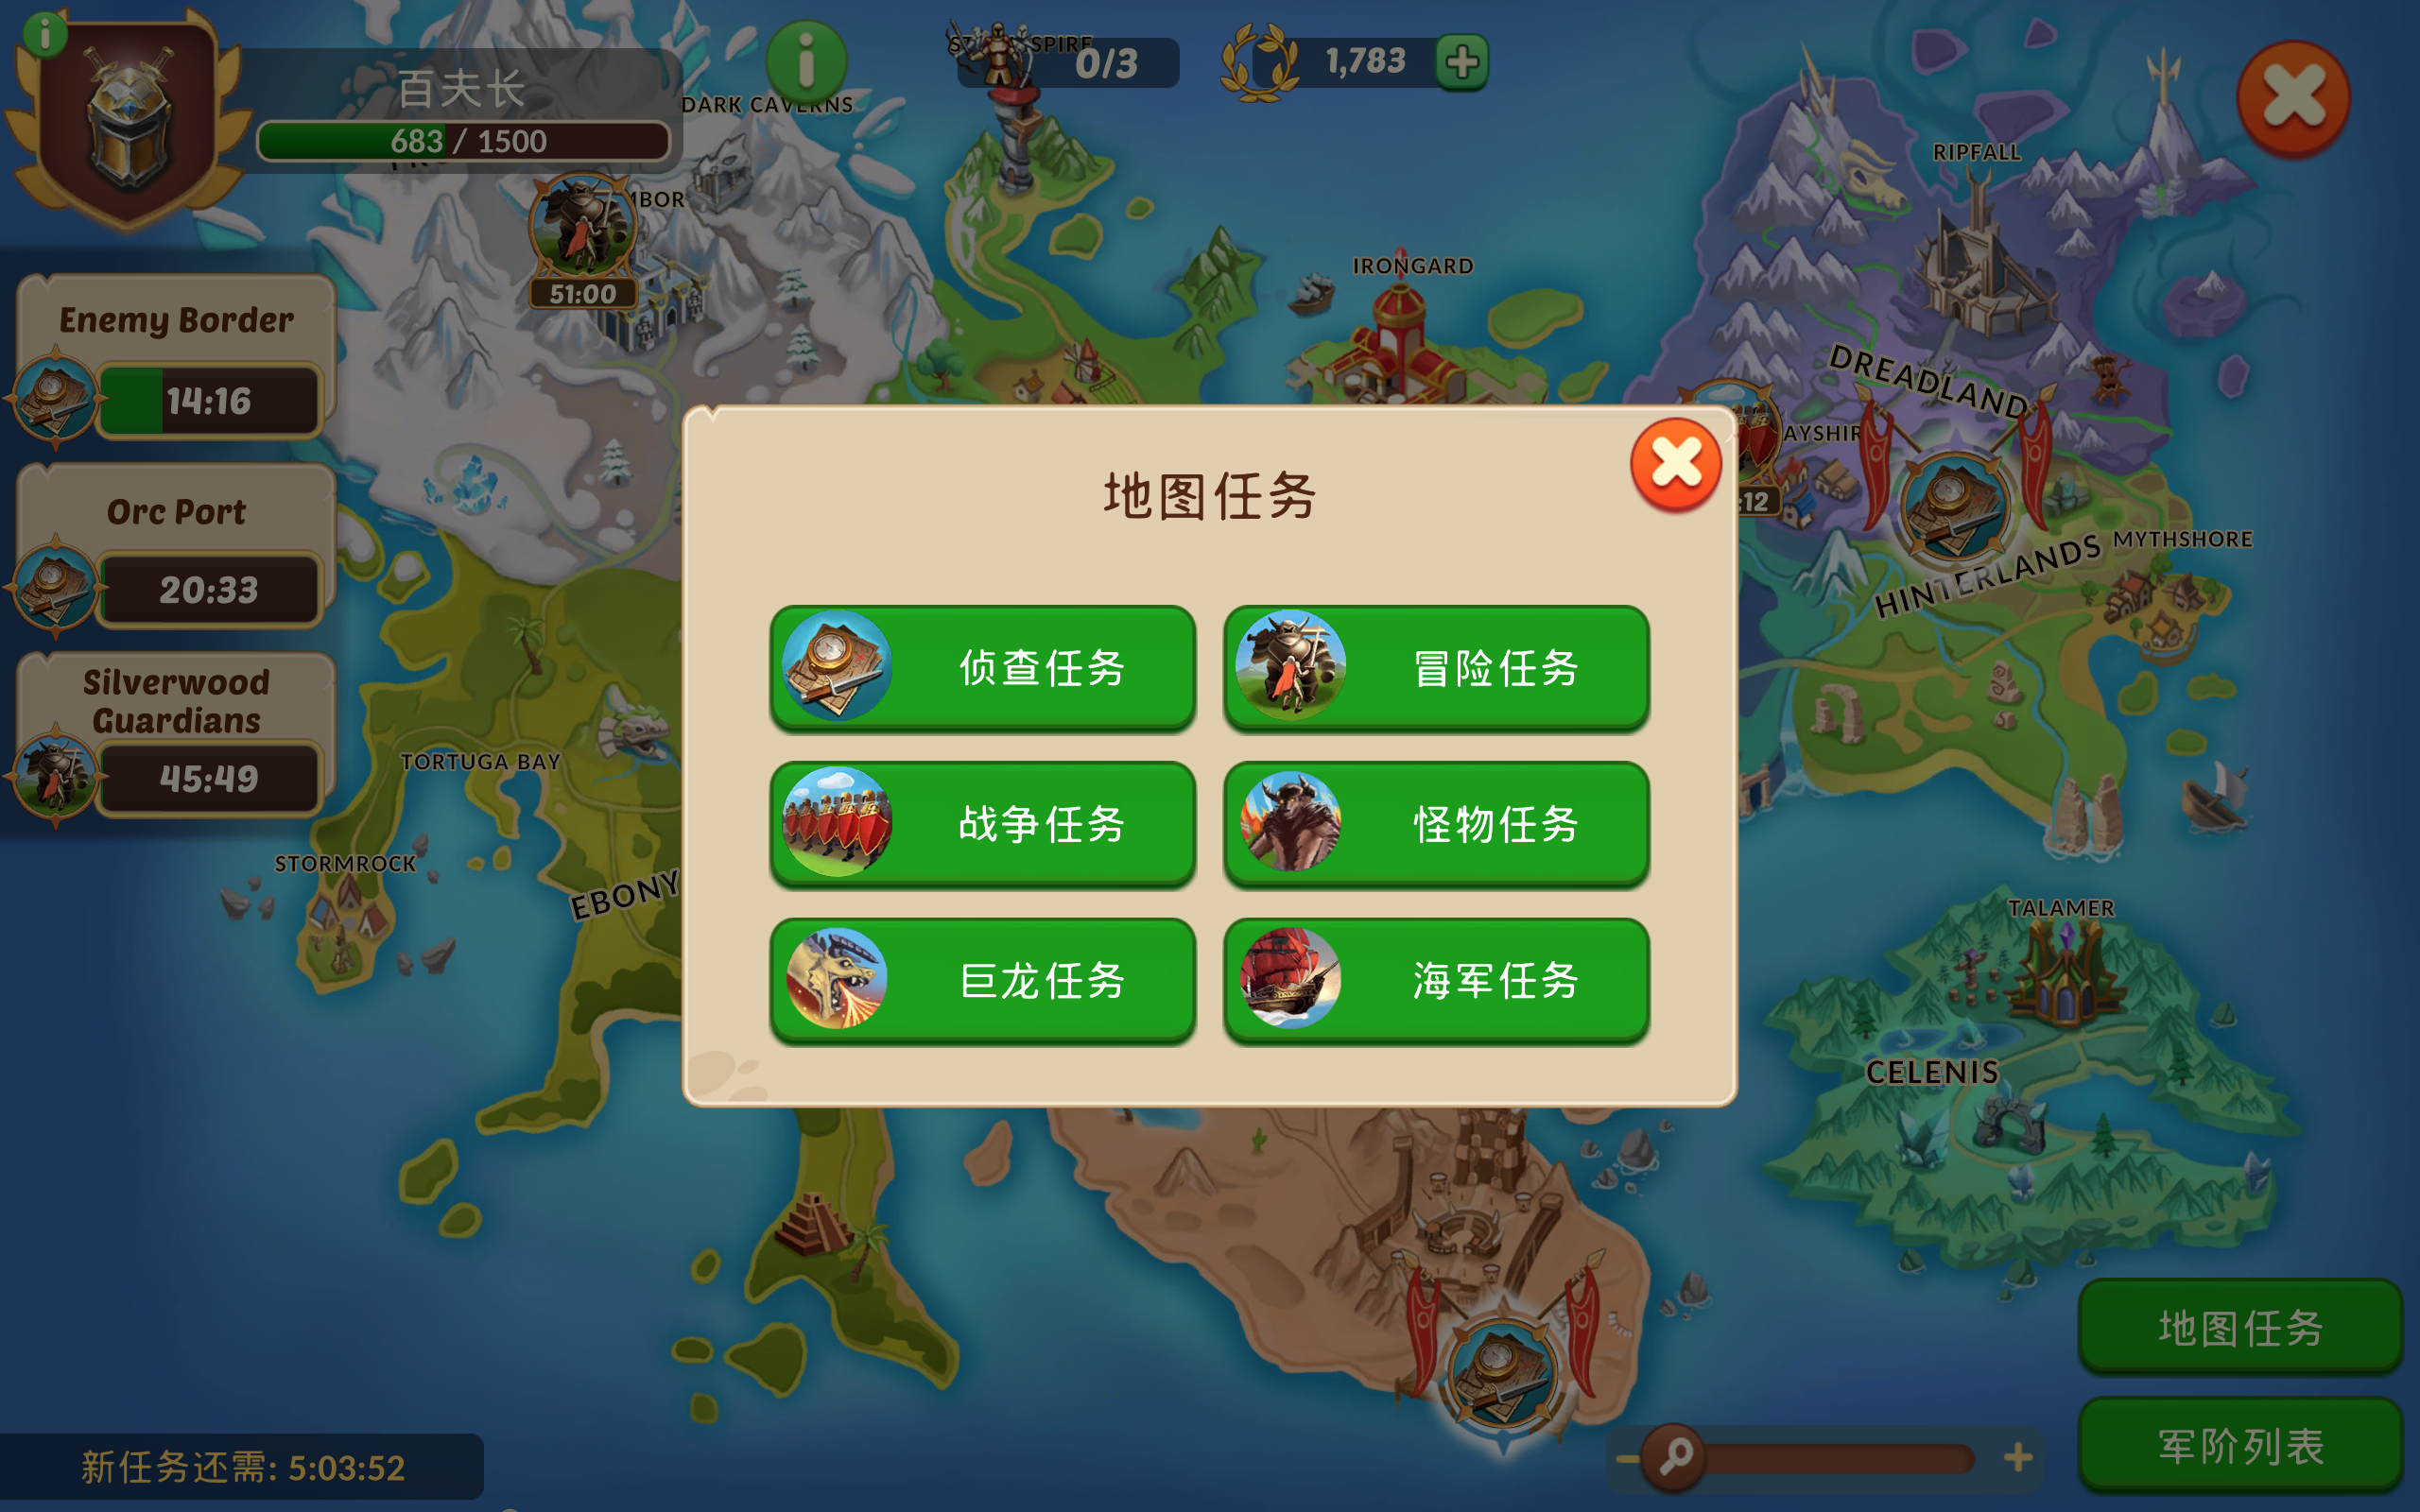 百夫长
683 / 1500
DARK CAVERNS
0/3
1,783
RIPFALL
51:00
IRONGARD
Enemy Border
14:16
DREADLAND
Orc Port
20:33
MYTHSHORE
HINTERLANDS
Silverwood
Guardians
45:49
TORTUGA BAY
STORMROCK
EBONY
地图任务
侦查任务
冒险任务
战争任务
怪物任务
巨龙任务
海军任务
TALAMER
CELENIS
地图任务
军阶列表
新任务还需: 5:03:52